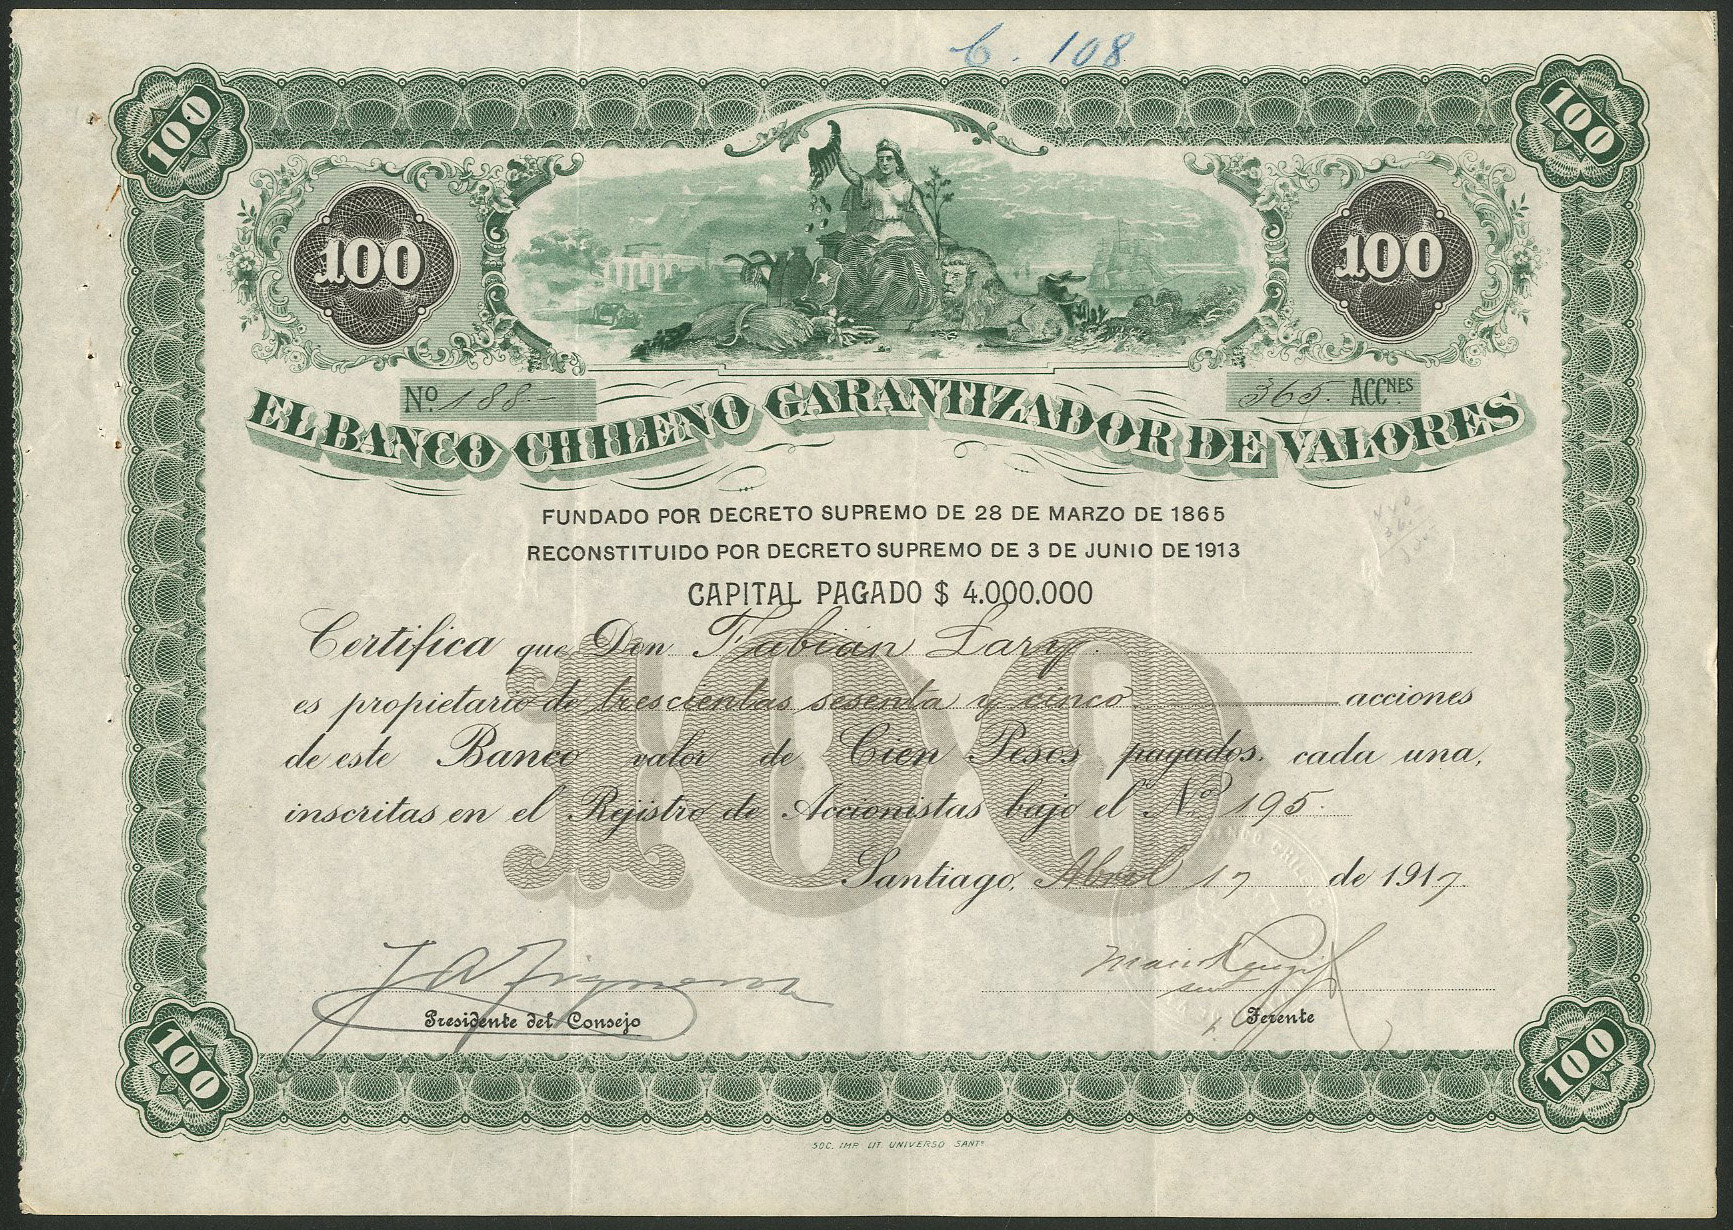 C. 108
100
100
100
100
Nº 188-
365. ACCNES
EL BANCO CHILENO GARANTIZADOR DE VALORES
FUNDADO POR DECRETO SUPREMO DE 28 DE MARZO DE 1865
RECONSTITUIDO POR DECRETO SUPREMO DE 3 DE JUNIO DE 1913
CAPITAL PAGADO $ 4.000.000
100
Certifica que Don Fabián Lary.
es propietario de trescientas sesenta y cinco. acciones
de este Banco valor de Cien Pesos pagados. cada una,
inscritas en el Registro de Accionistas bajo el Nº 195.
Santiago, Abril 17 de 1917.
Presidente del Consejo
Gerente
100
100
SOC. IMP. LIT UNIVERSO SANTº